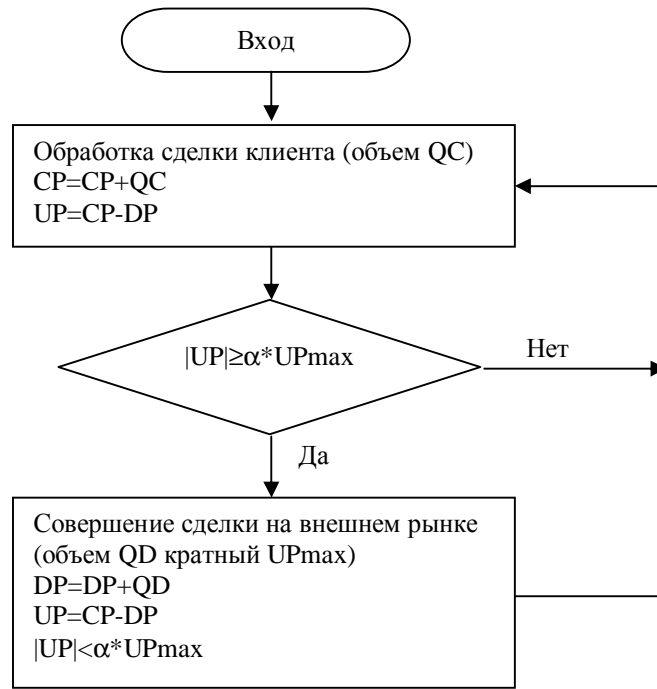 Вход
Обработка сделки клиента (объем QC)
CP=CP+QC
UP=CP-DP
|UP|≥α*UPmax
Нет
Да
Совершение сделки на внешнем рынке
(объем QD кратный UPmax)
DP=DP+QD
UP=CP-DP
|UP|<α*UPmax